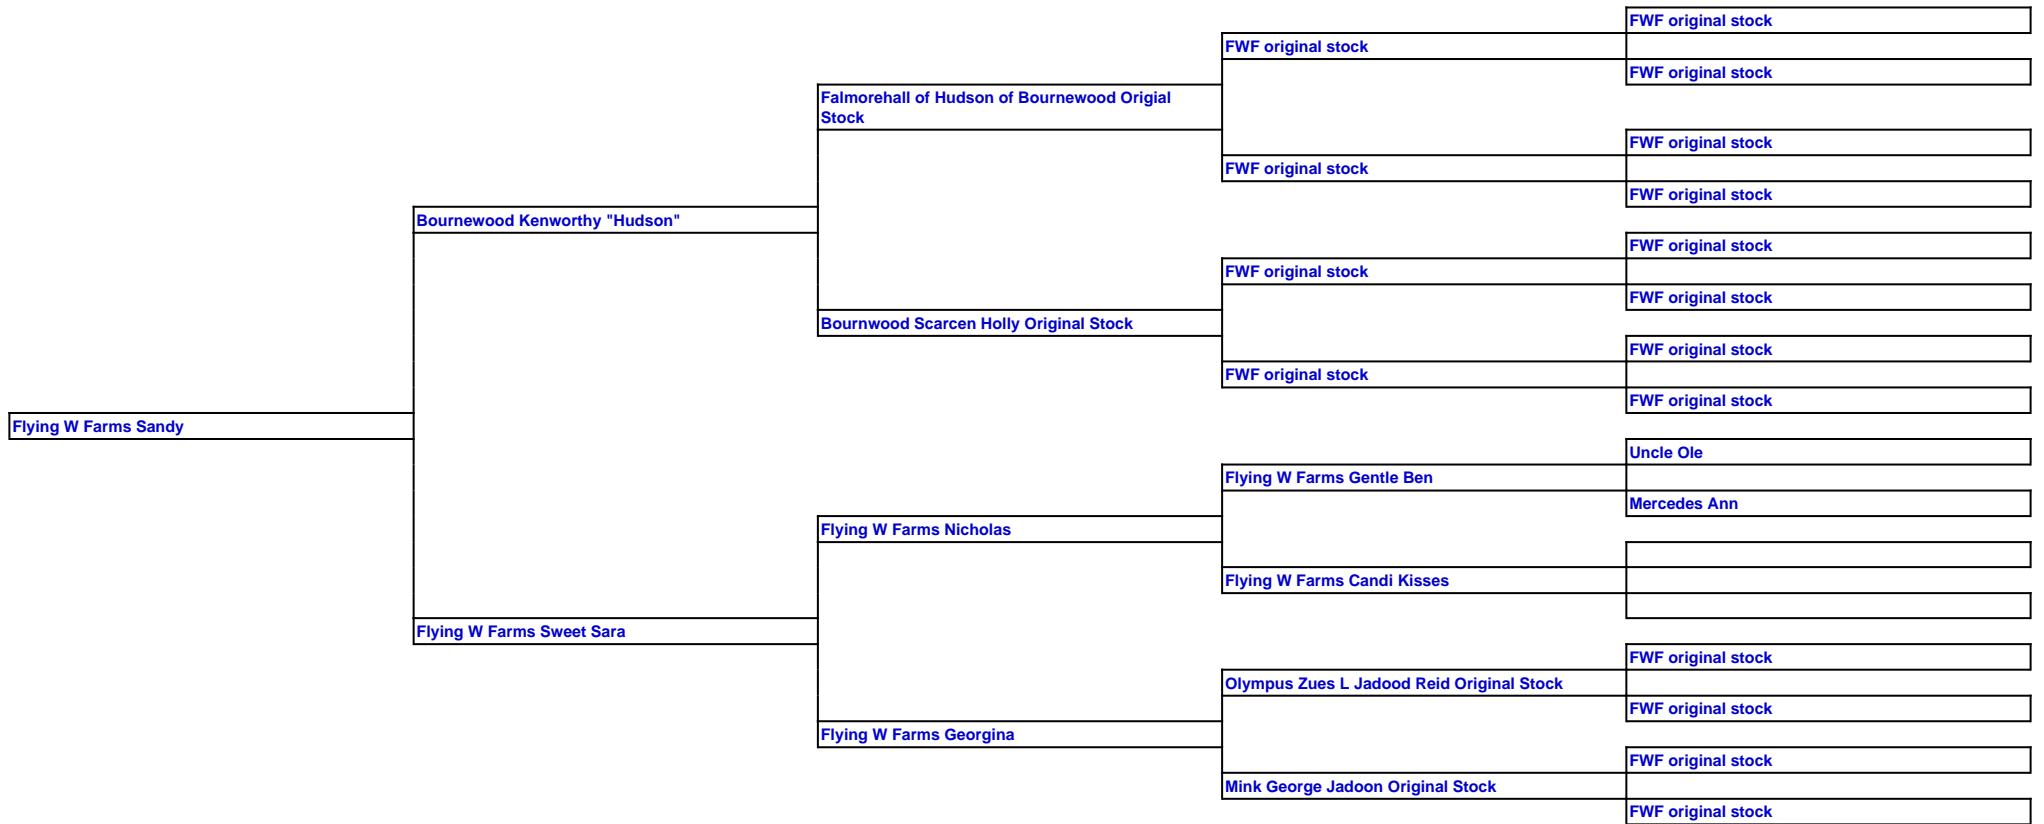 FWF original stock
FWF original stock
FWF original stock
Falmorehall of Hudson of Bournewood Origial
Stock
FWF original stock
FWF original stock
FWF original stock
Bournewood Kenworthy "Hudson"
FWF original stock
FWF original stock
FWF original stock
Bournwood Scarcen Holly Original Stock
FWF original stock
FWF original stock
FWF original stock
Flying W Farms Sandy
Uncle Ole
Flying W Farms Gentle Ben
Mercedes Ann
Flying W Farms Nicholas
Flying W Farms Candi Kisses
Flying W Farms Sweet Sara
FWF original stock
Olympus Zues L Jadood Reid Original Stock
FWF original stock
Flying W Farms Georgina
FWF original stock
Mink George Jadoon Original Stock
FWF original stock